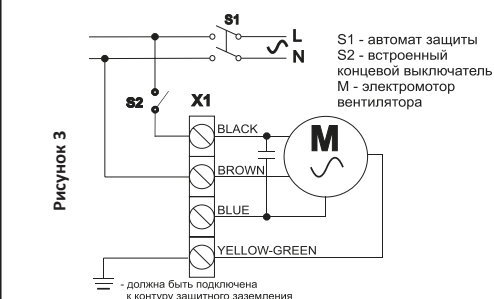 S1
L
N
S1 - автомат защиты
S2 - встроенный
концевой выключатель
M - электромотор
вентилятора
S2
X1
BLACK
M
BROWN
BLUE
YELLOW-GREEN
Рисунок 3
- должна быть подключена
к контуру защитного заземления